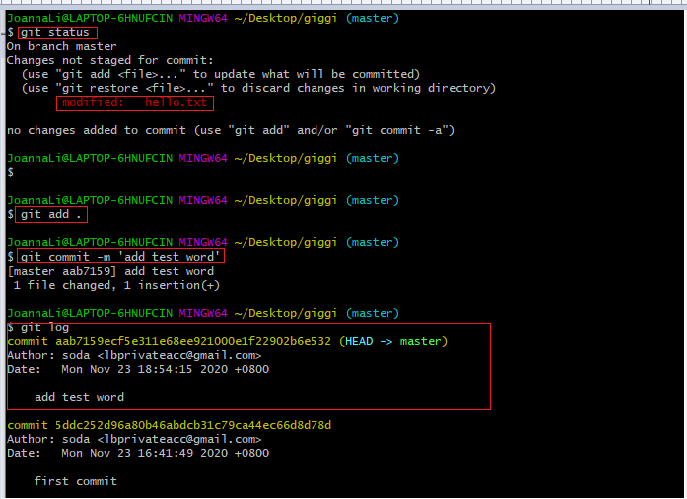 JoannaLi@LAPTOP-6HNUFCIN MINGW64 ~/Desktop/giggi (master)
$ git status
On branch master
Changes not staged for commit:
  (use "git add <file>..." to update what will be committed)
  (use "git restore <file>..." to discard changes in working directory)
        modified:   hello.txt

no changes added to commit (use "git add" and/or "git commit -a")

JoannaLi@LAPTOP-6HNUFCIN MINGW64 ~/Desktop/giggi (master)
$

JoannaLi@LAPTOP-6HNUFCIN MINGW64 ~/Desktop/giggi (master)
$ git add .

JoannaLi@LAPTOP-6HNUFCIN MINGW64 ~/Desktop/giggi (master)
$ git commit -m 'add test word'
[master aab7159] add test word
 1 file changed, 1 insertion(+)

JoannaLi@LAPTOP-6HNUFCIN MINGW64 ~/Desktop/giggi (master)
$ git log
commit aab7159ecf5e311e68ee921000e1f22902b6e532 (HEAD -> master)
Author: soda <lbprivateacc@gmail.com>
Date:   Mon Nov 23 18:54:15 2020 +0800

    add test word

commit 5ddc252d96a80b46abdcb31c79ca44ec66d8d78d
Author: soda <lbprivateacc@gmail.com>
Date:   Mon Nov 23 16:41:49 2020 +0800

    first commit